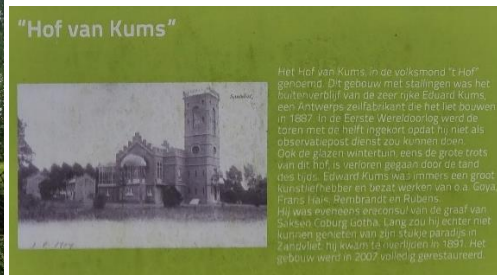 “Hof van Kums”
Het Hof van Kums, in de volksmond “t Hof”
genoemd. Dit gebouw met stallingen was het
buitenverblijf van de zeer rijke Eduard Kums,
een Antwerps zeilfabrikant die het liet bouwen
in 1887. In de Eerste Wereldoorlog werd de
toren met de helft ingekort opdat hij niet als
observatiepost dienst zou kunnen doen.
Ook de glazen wintertuin, eens de grote trots
van dit hof, is verloren gegaan door de tand
des tijds. Edward Kums was immers een groot
kunstliefhebber en bezat werken van o.a. Goya,
Frans Hals, Rembrandt en Rubens.
Hij was eveneens ereconsul van de graaf van
Saksen Coburg Gotha. Lang zou hij echter niet
kunnen genieten van zijn stukje paradijs in
Zandvliet, hij kwam te overlijden in 1891. Het
gebouw werd in 2007 volledig gerestaureerd.